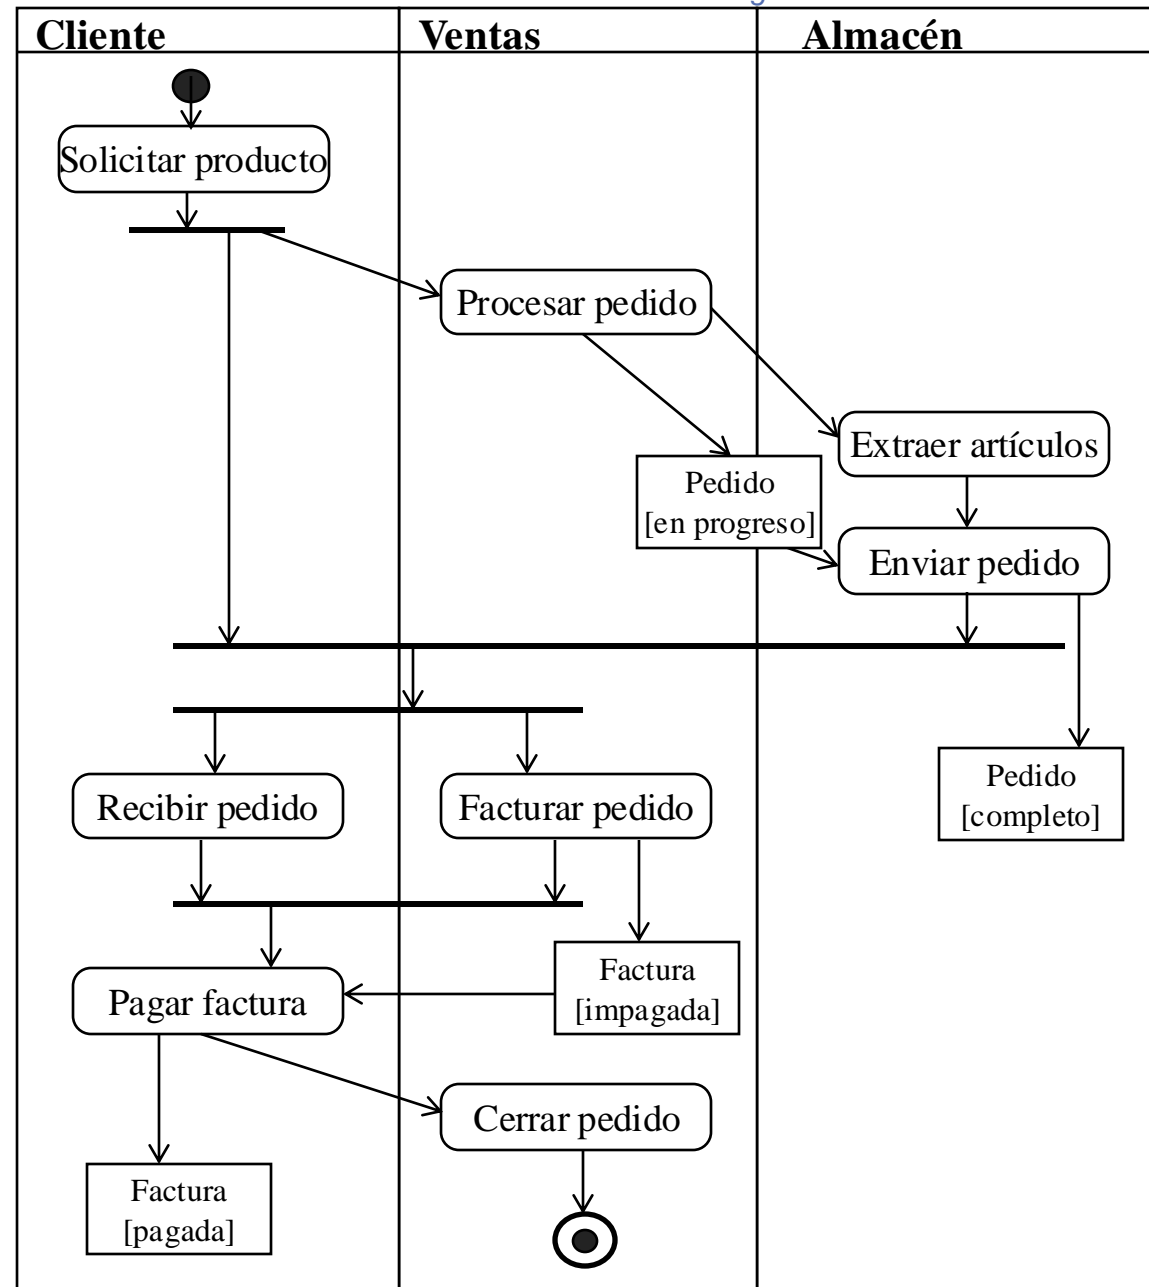 Cliente
Ventas
Almacén
Solicitar producto
Procesar pedido
Extraer artículos
Pedido
[en progreso]
Enviar pedido
Recibir pedido
Facturar pedido
Pedido
[completo]
Factura
[impagada]
Pagar factura
Cerrar pedido
Factura
[pagada]